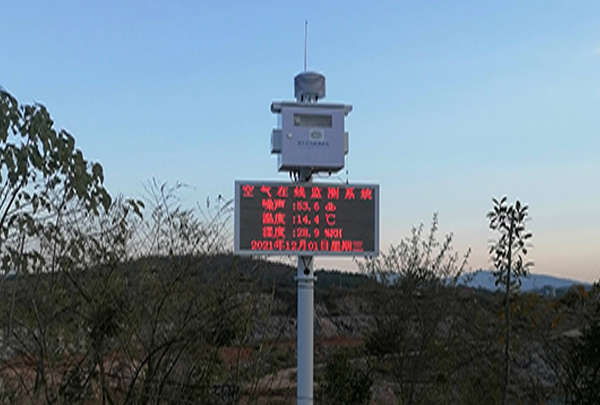 空气在线监测系统
噪声:53.6 db
温度:14.4 ℃
湿度:28.9 %RH
2021年12月01日星期三